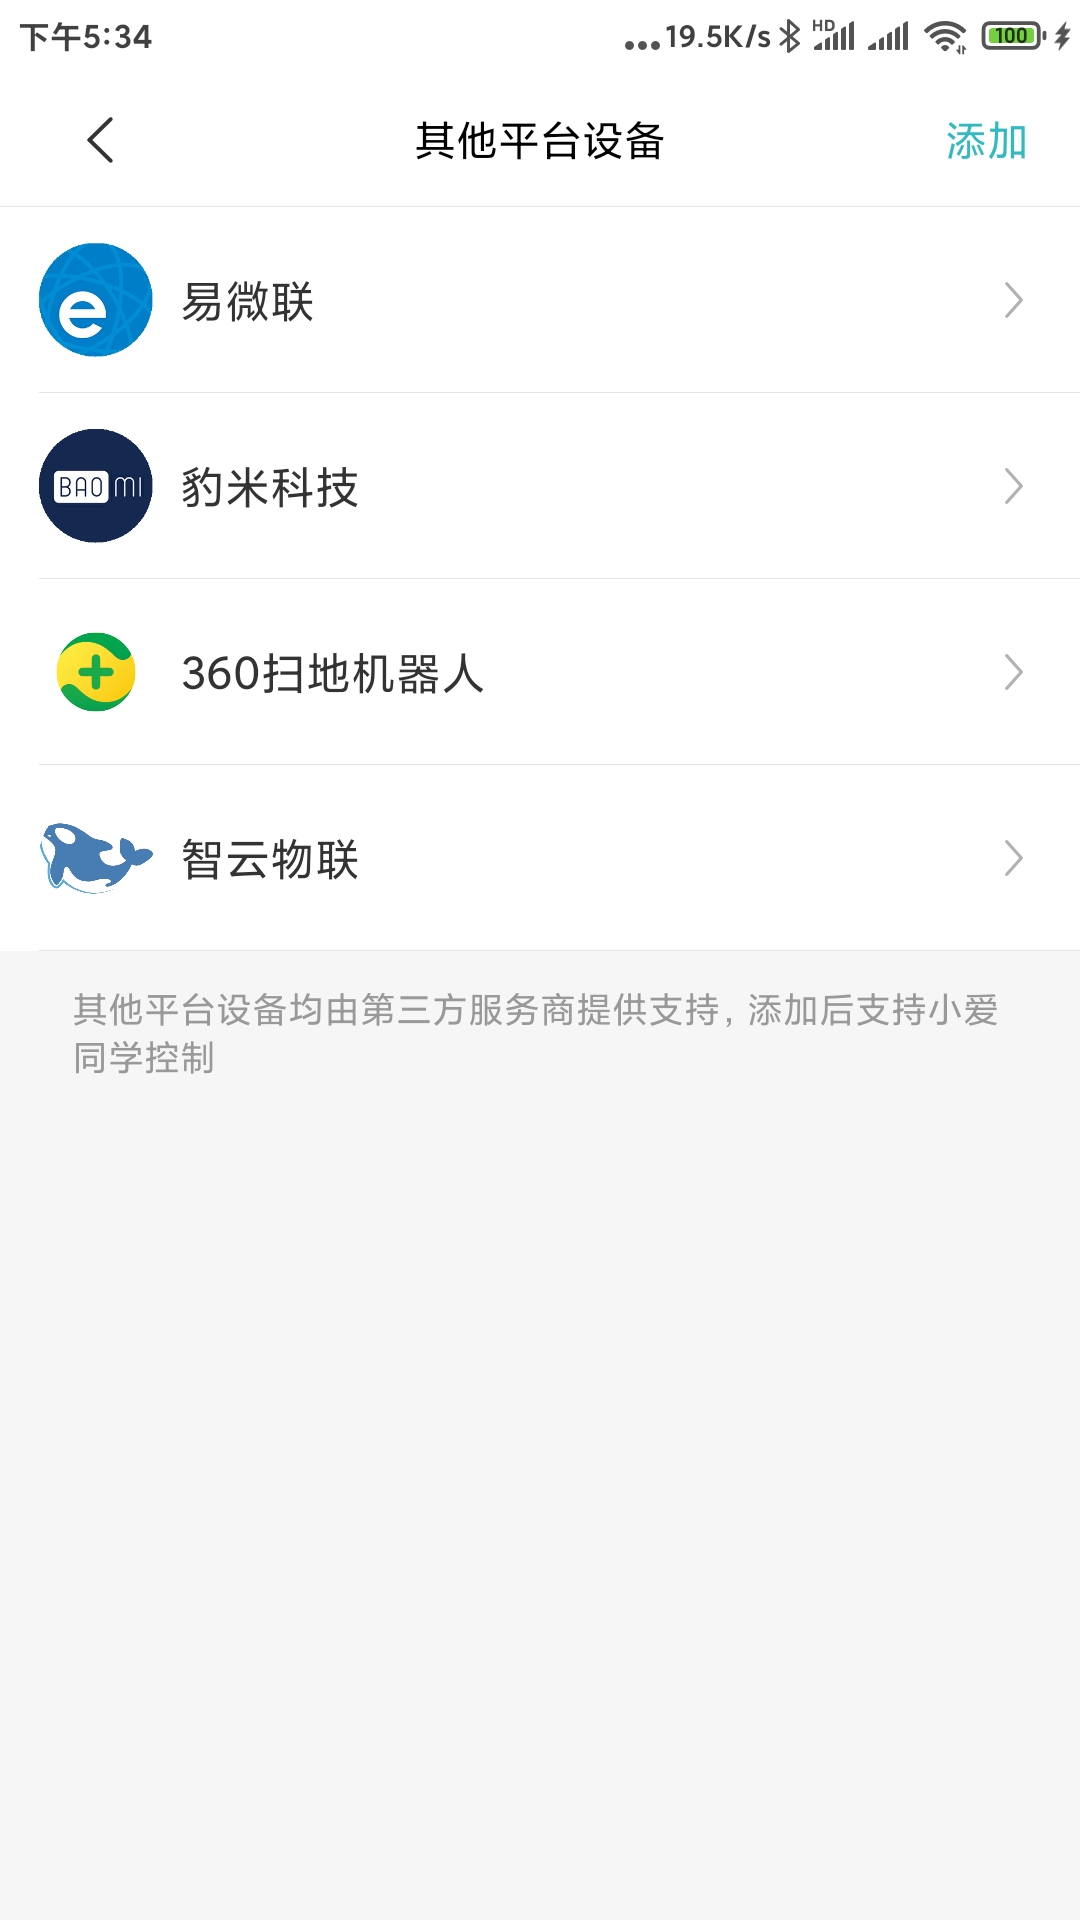 下午5:34
...19.5K/s HD 100
其他平台设备
添加
e
易微联
BAO MI
豹米科技
360扫地机器人
智云物联
其他平台设备均由第三方服务商提供支持, 添加后支持小爱
同学控制